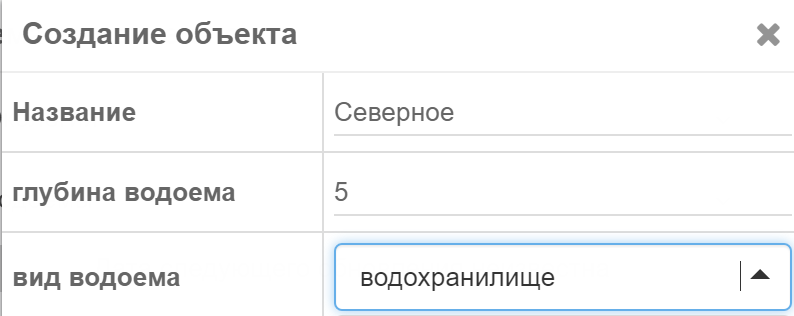 Создание объекта
Название
Северное
глубина водоема
5
вид водоема
водохранилище